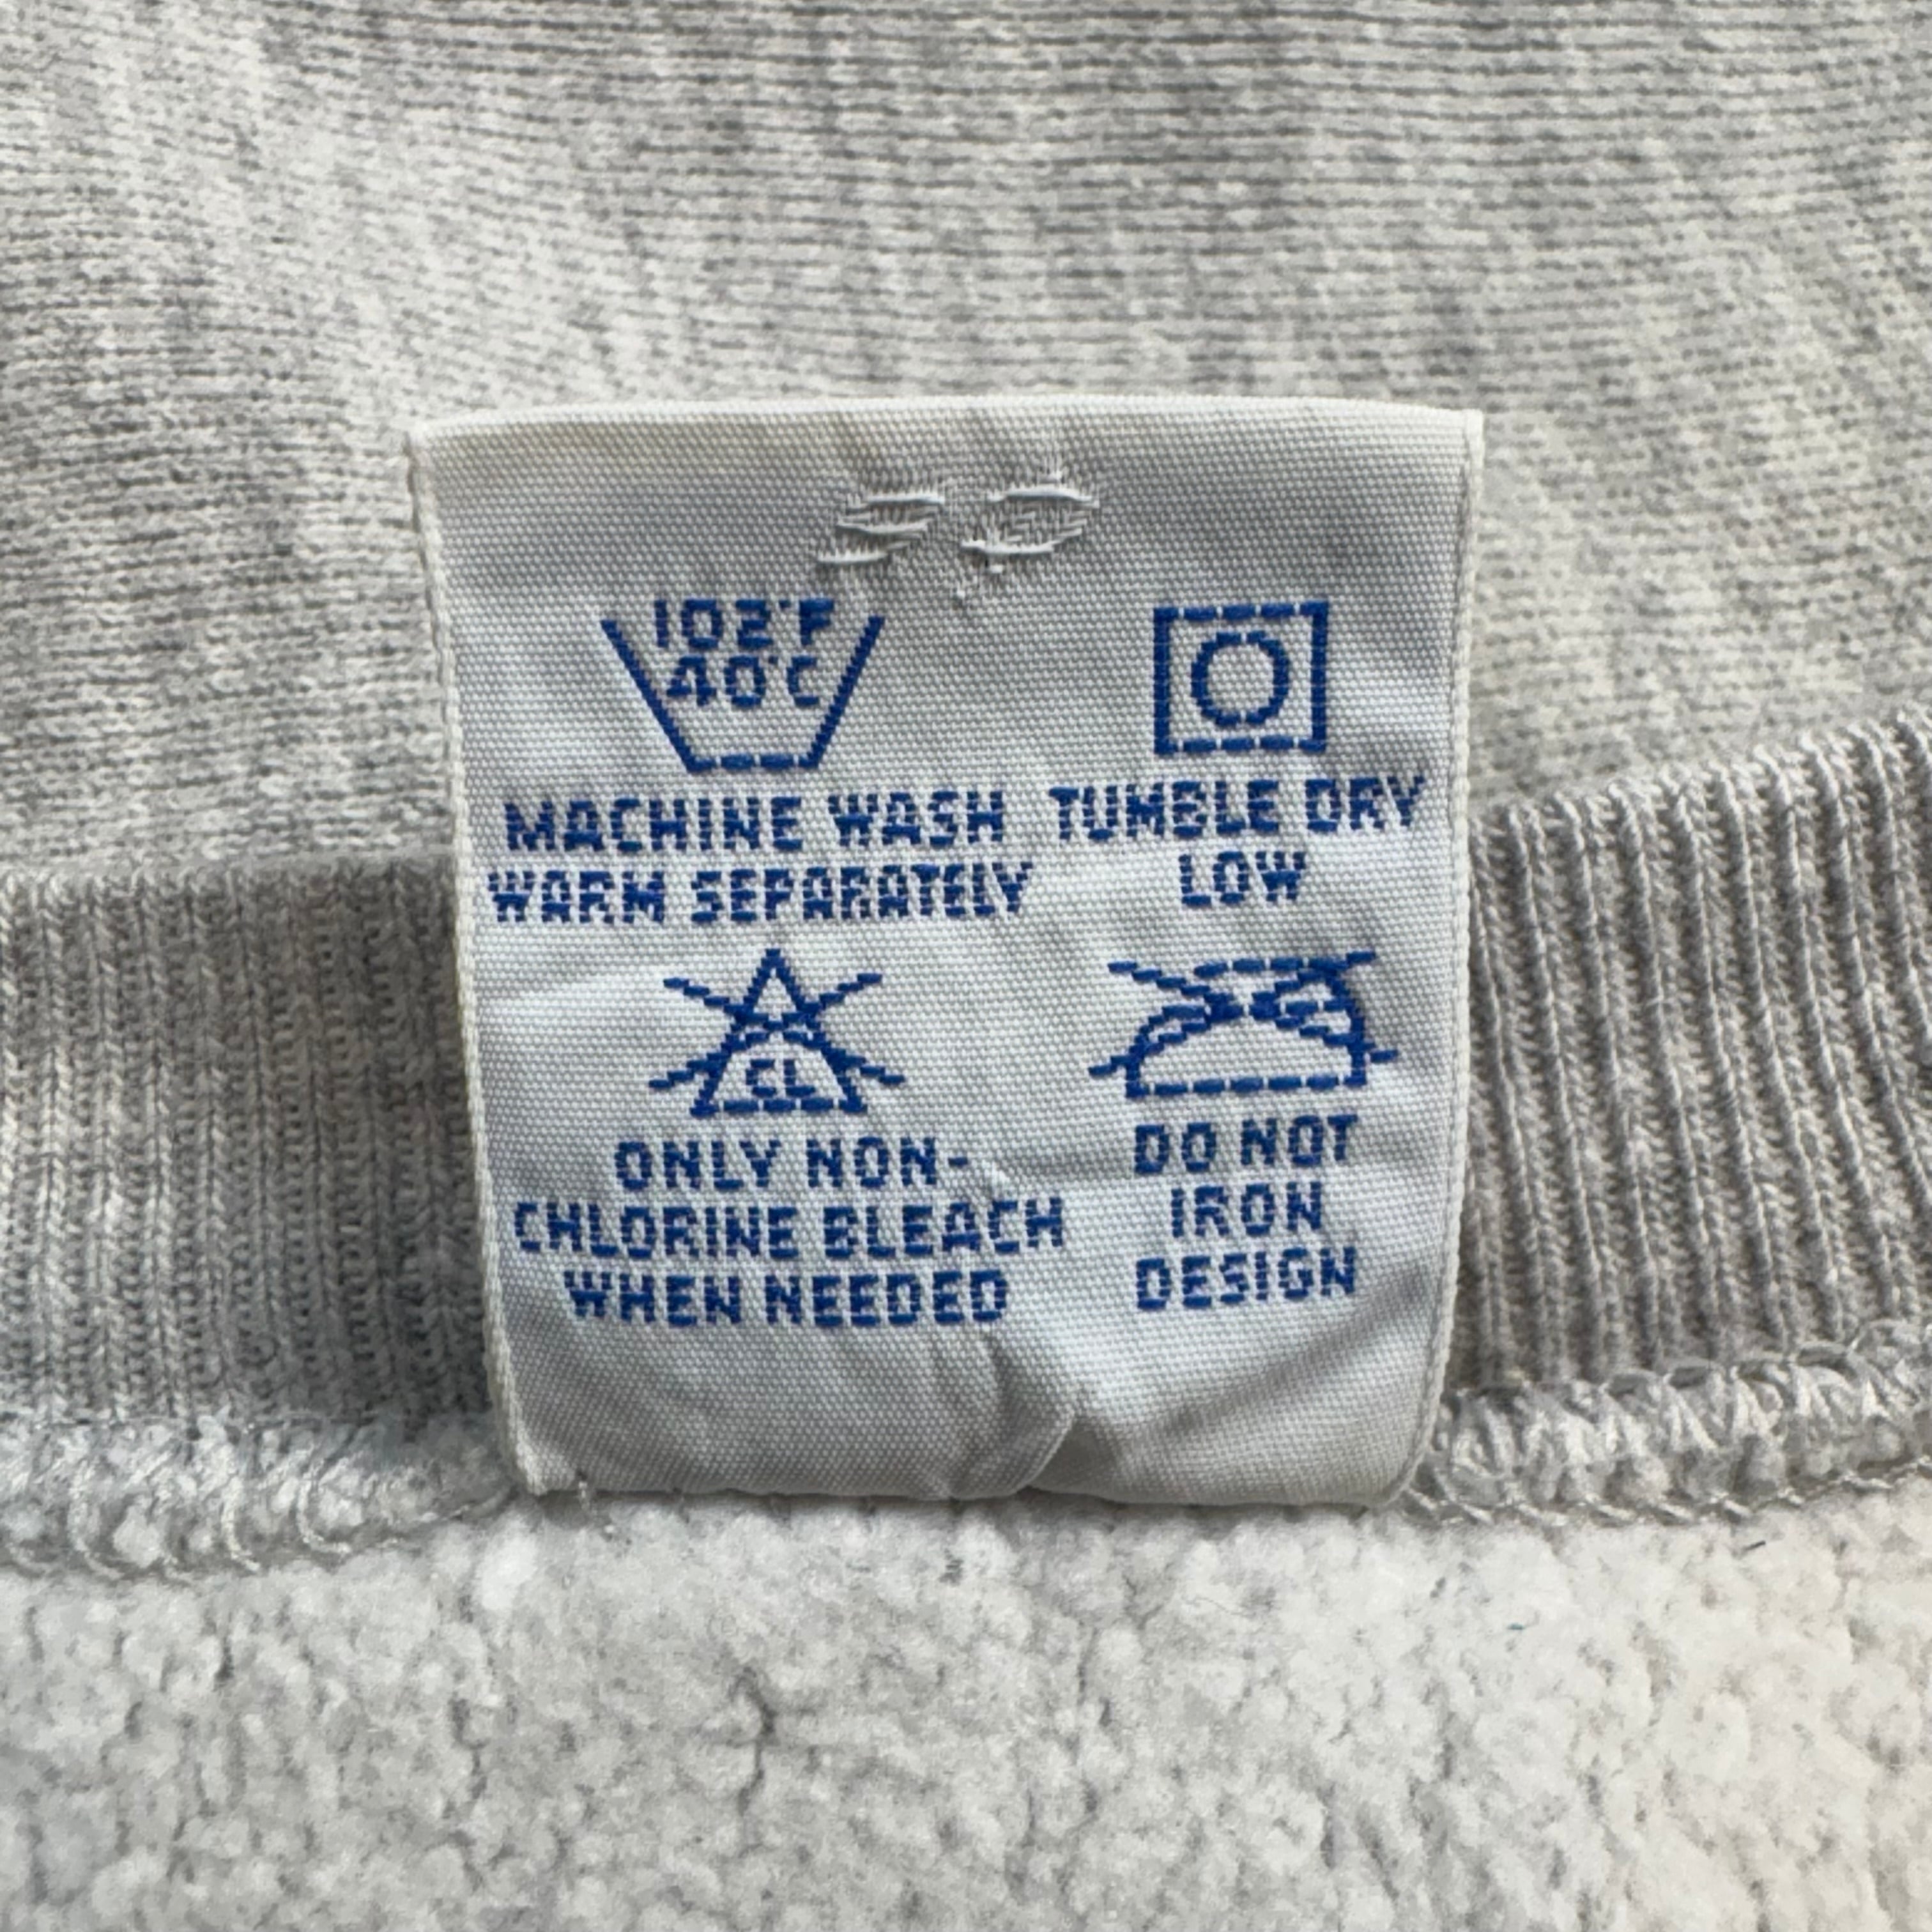 102°F
40°C
MACHINE WASH
WARM SEPARATELY
TUMBLE DRY
LOW
CL
ONLY NON-
CHLORINE BLEACH
WHEN NEEDED
DO NOT
IRON
DESIGN